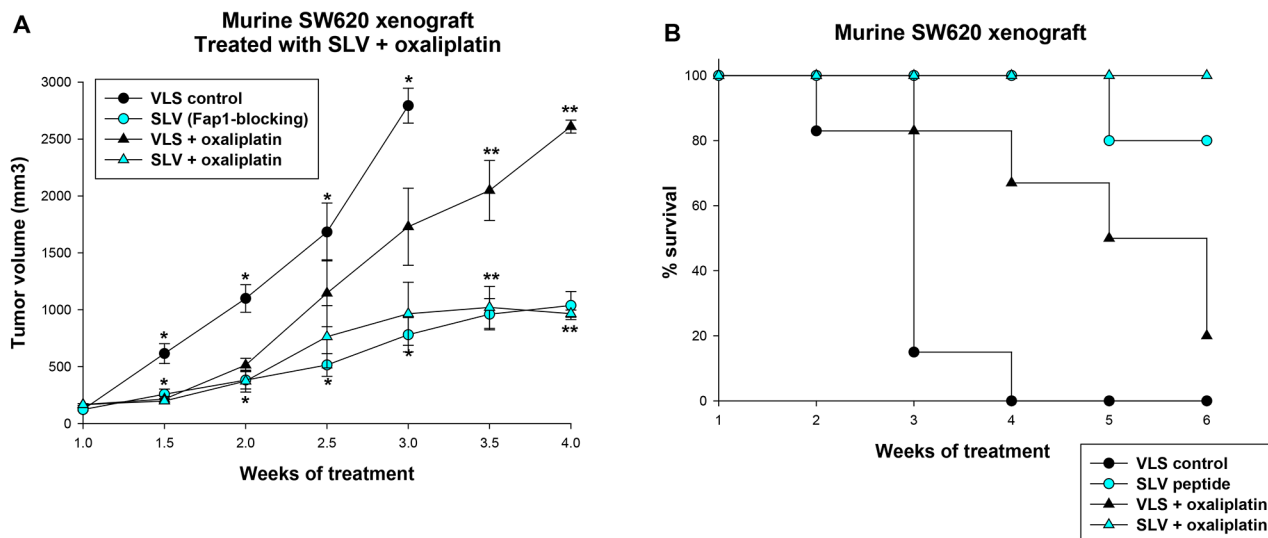 A
Murine SW620 xenograft
Treated with SLV + oxaliplatin
Tumor volume (mm3)
3000
2500
2000
1500
1000
500
0
VLS control
SLV (Fap1-blocking)
VLS + oxaliplatin
SLV + oxaliplatin
*
*
*
*
**
**
**
**
*
*
*
*
1.0 1.5 2.0 2.5 3.0 3.5 4.0
Weeks of treatment
B
Murine SW620 xenograft
% survival
100
80
60
40
20
0
1 2 3 4 5 6
Weeks of treatment
VLS control
SLV peptide
VLS + oxaliplatin
SLV + oxaliplatin